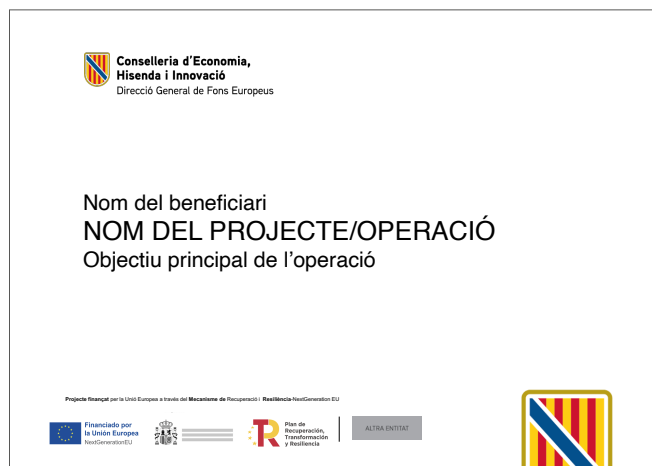 Conselleria d'Economia,
Hisenda i Innovació
Direcció General de Fons Europeus
Nom del beneficiari
NOM DEL PROJECTE/OPERACIÓ
Objectiu principal de l'operació
Projecte finançat per la Unió Europea a través del Mecanisme de Recuperació i Resiliència-NextGeneration EU
Financiado por
la Unión Europea
NextGenerationEU
Plan de
Recuperación,
Transformación
y Resiliencia
ALTRA ENTITAT